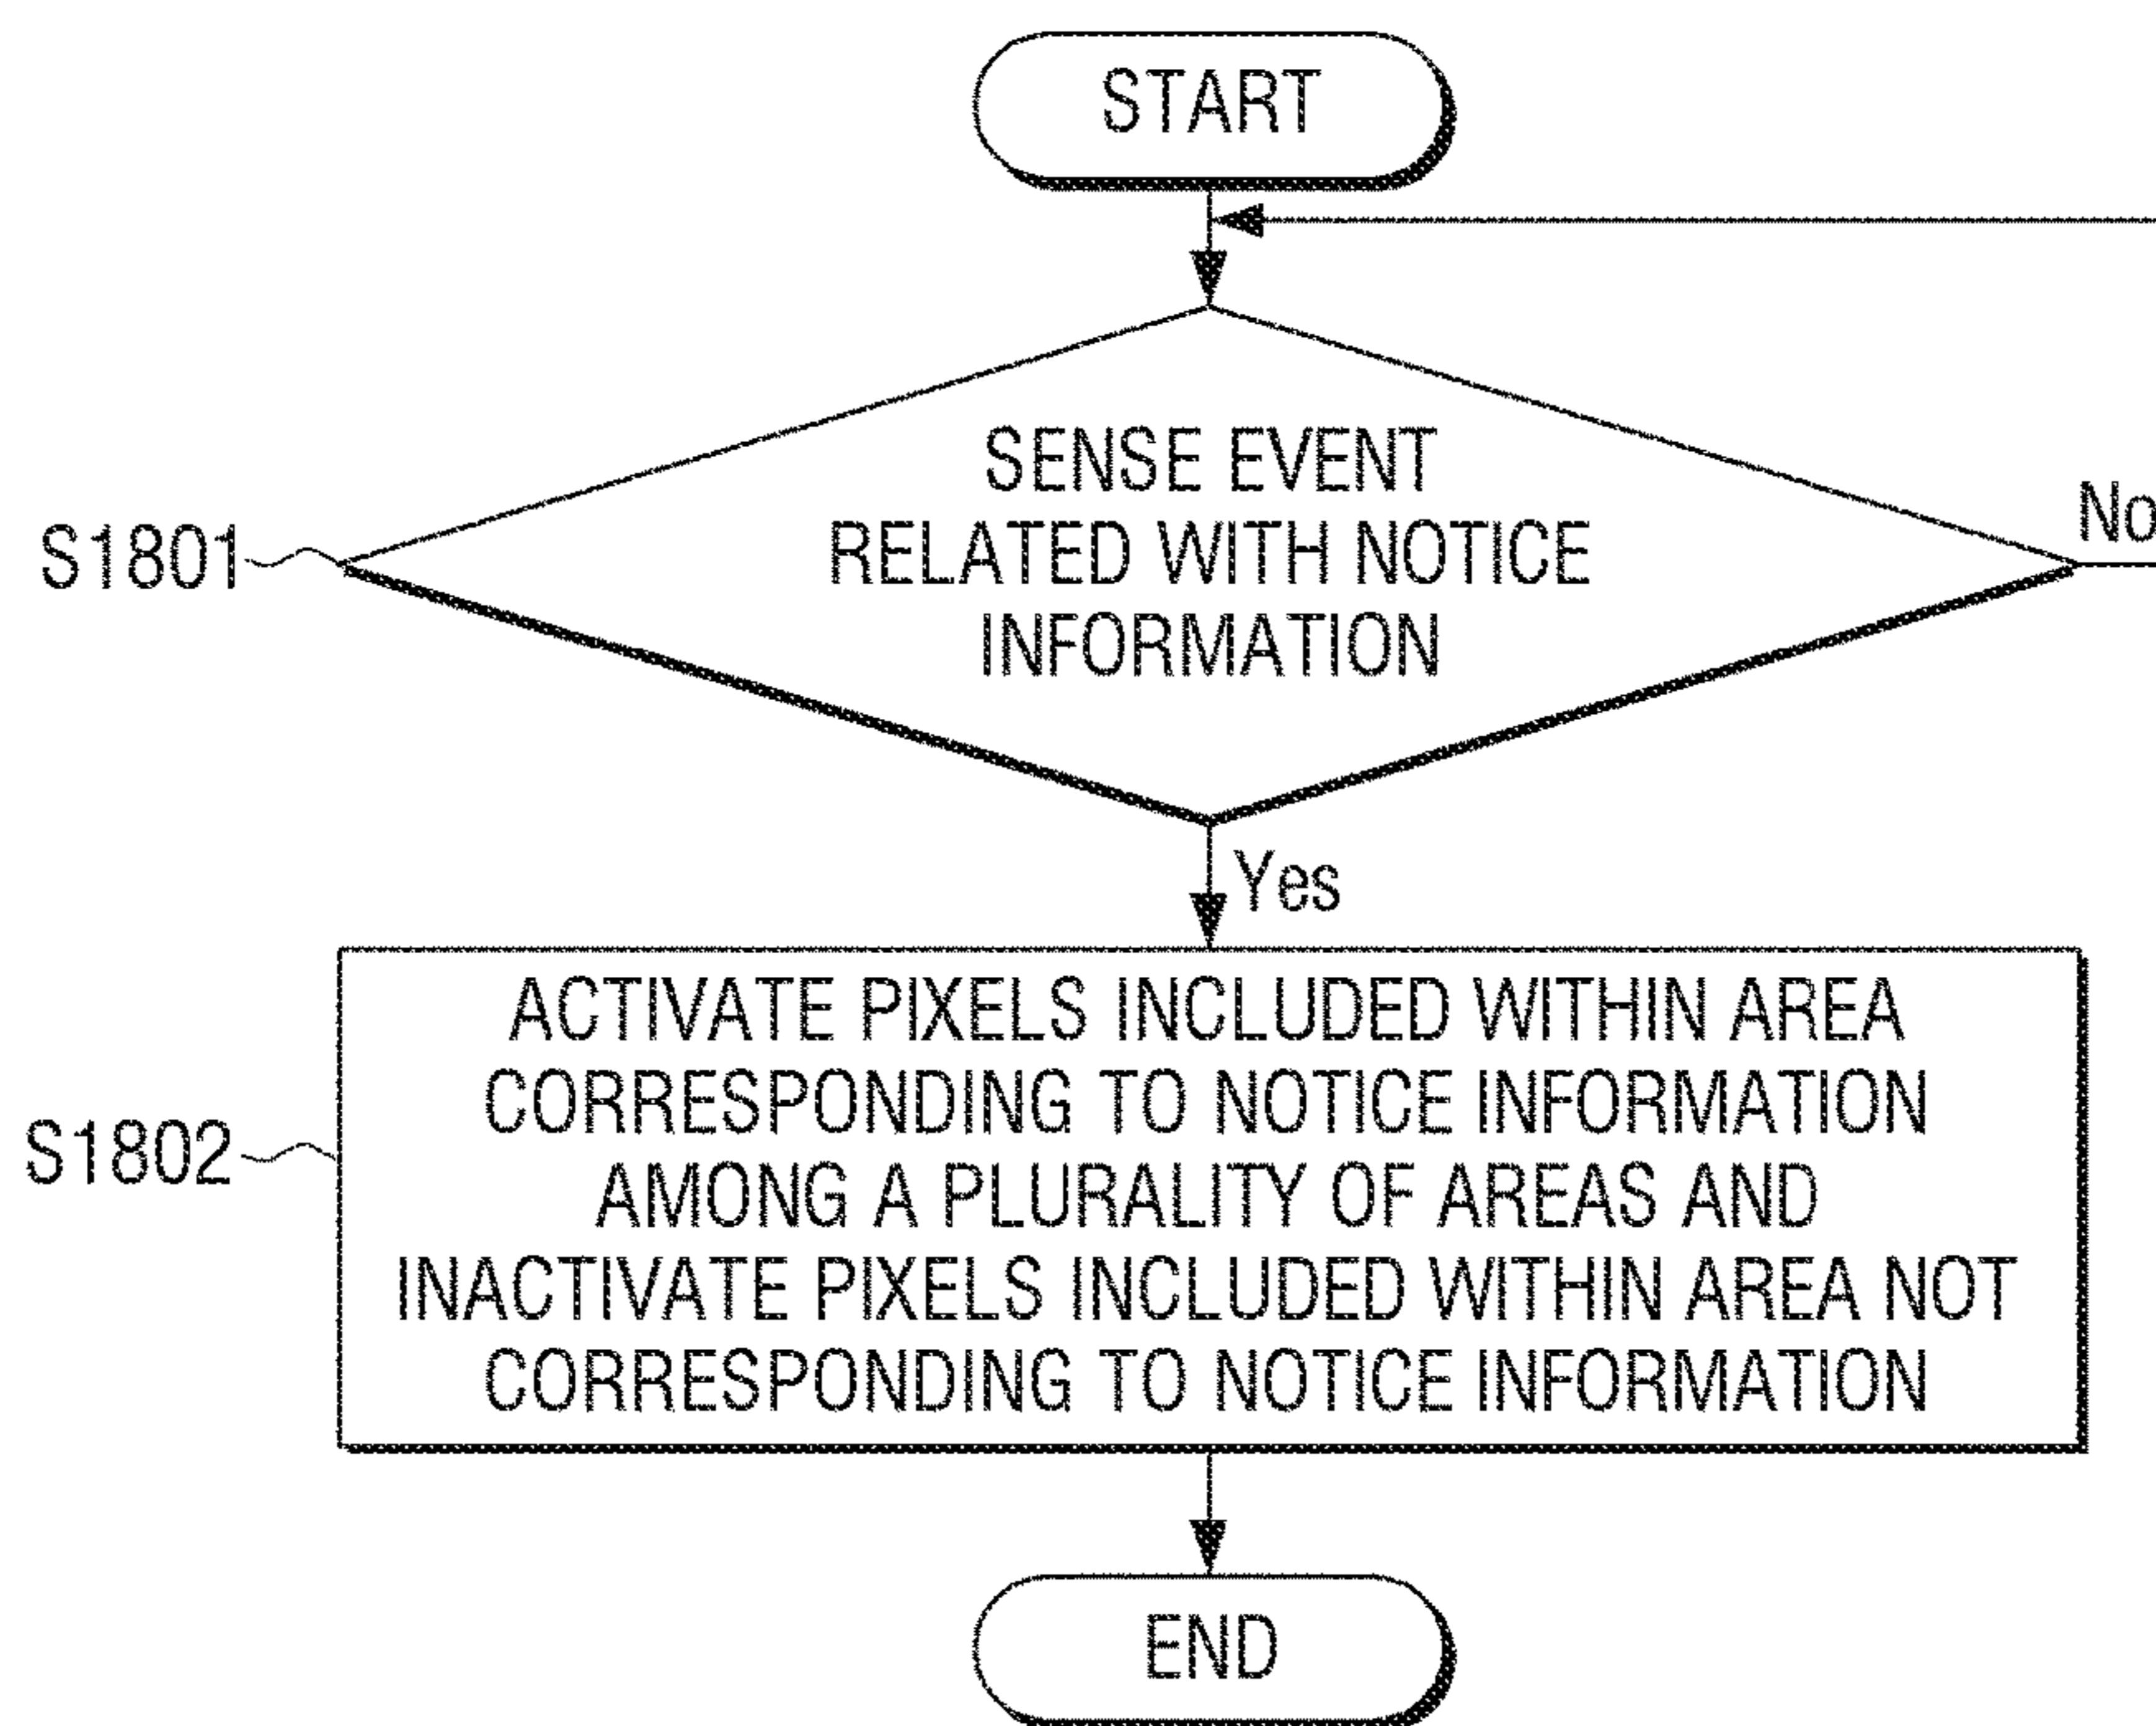 START
SENSE EVENT
RELATED WITH NOTICE
INFORMATION
S1801
No
Yes
ACTIVATE PIXELS INCLUDED WITHIN AREA
CORRESPONDING TO NOTICE INFORMATION
AMONG A PLURALITY OF AREAS AND
INACTIVATE PIXELS INCLUDED WITHIN AREA NOT
CORRESPONDING TO NOTICE INFORMATION
S1802
END